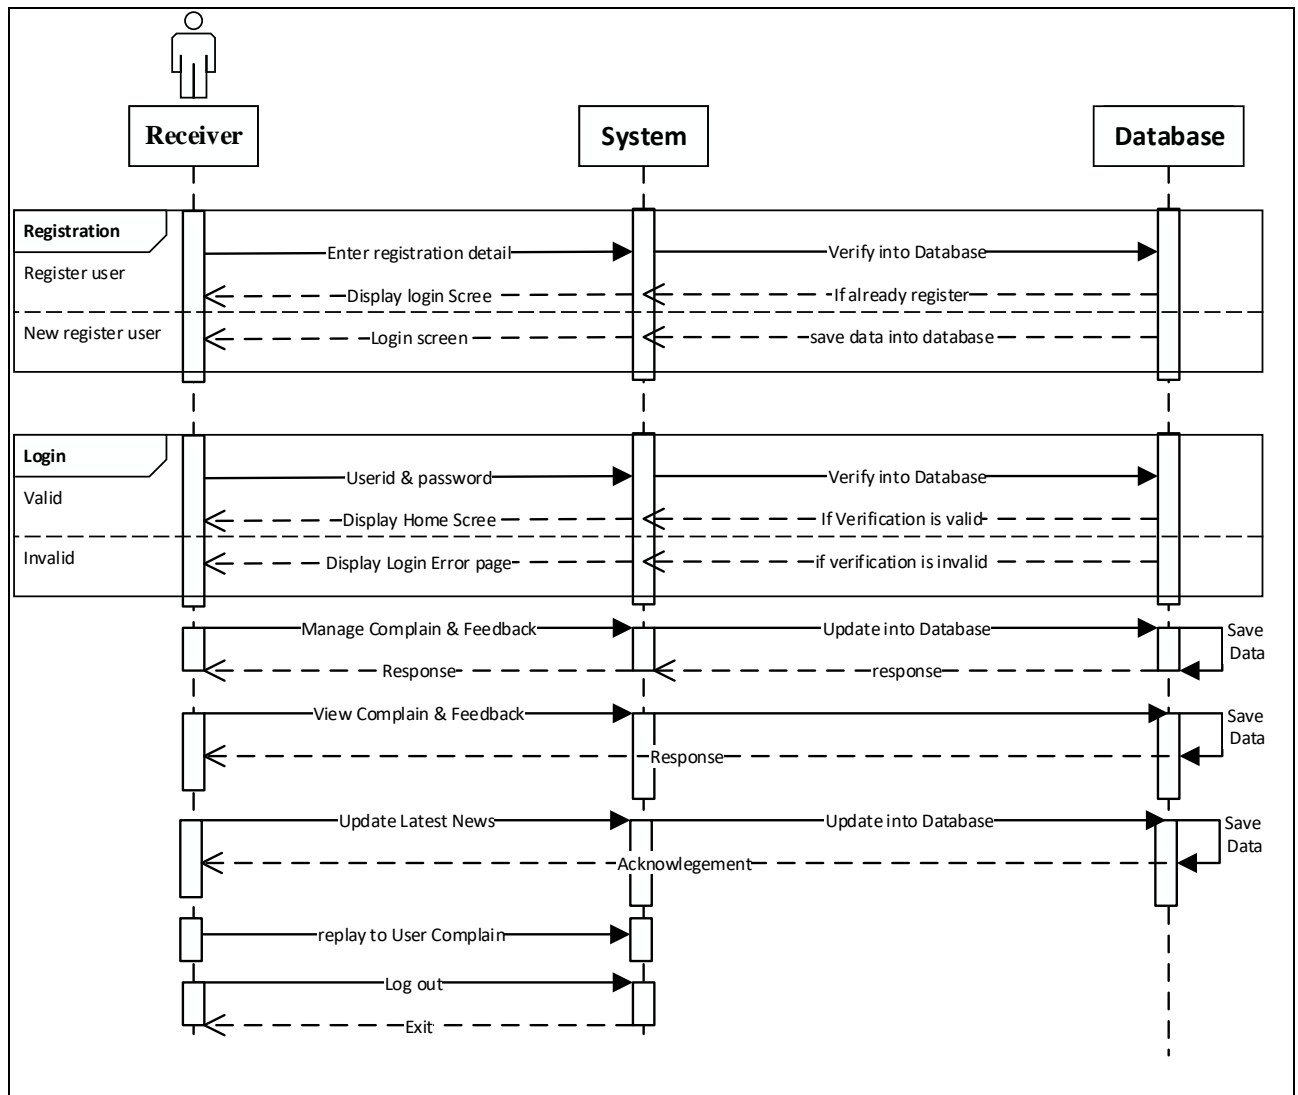 Receiver
System
Database
Registration
Register user
Enter registration detail
Verify into Database
Display login Scree
If already register
New register user
Login screen
save data into database
Login
Valid
Userid & password
Verify into Database
Display Home Scree
If Verification is valid
Invalid
Display Login Error page
if verification is invalid
Manage Complain & Feedback
Update into Database
Save
Data
Response
response
View Complain & Feedback
Save
Data
Response
Update Latest News
Update into Database
Save
Data
Acknowlegement
replay to User Complain
Log out
Exit